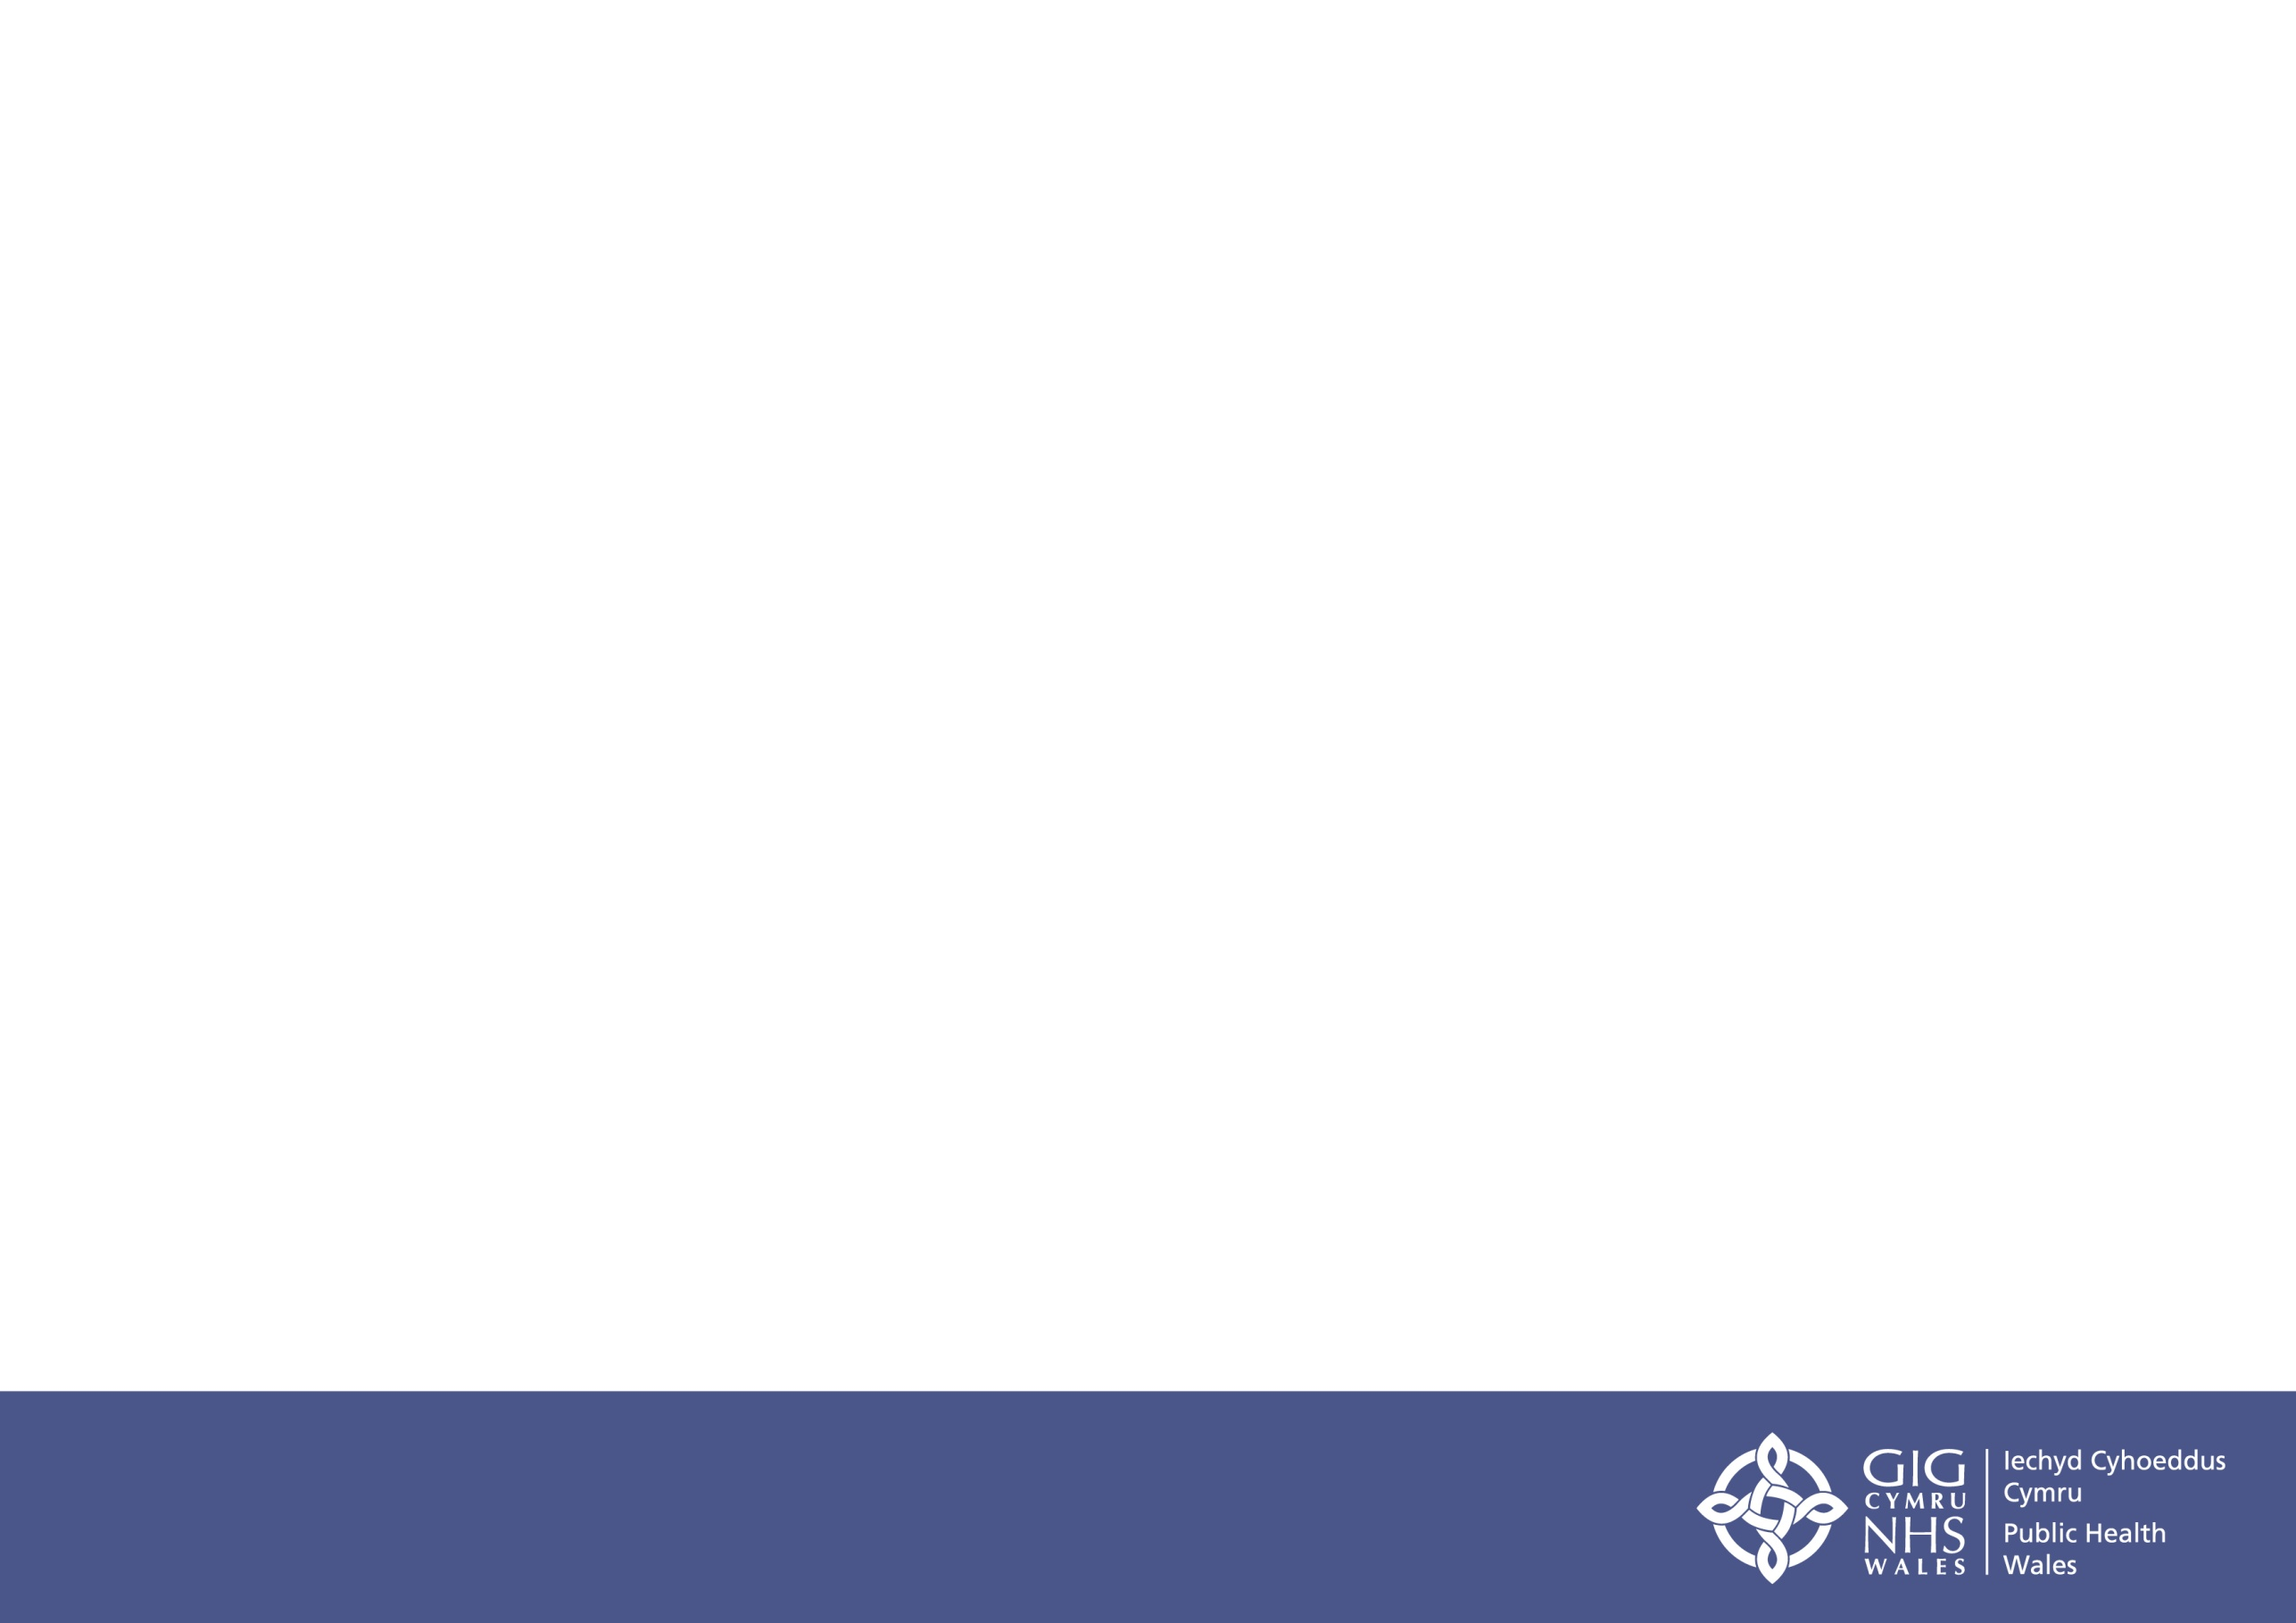 GIG
CYMRU
NHS
WALES
Iechyd Cyhoeddus
Cymru
Public Health
Wales